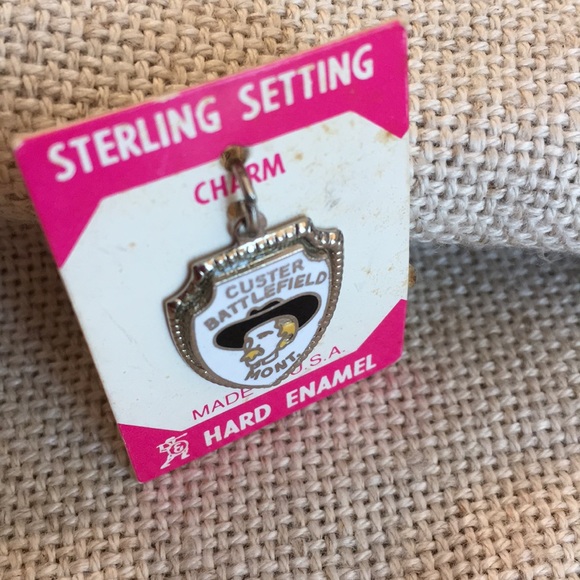 STERLING SETTING
CHARM
CUSTER
BATTLEFIELD
MONT.
MADE U.S.A.
HARD ENAMEL